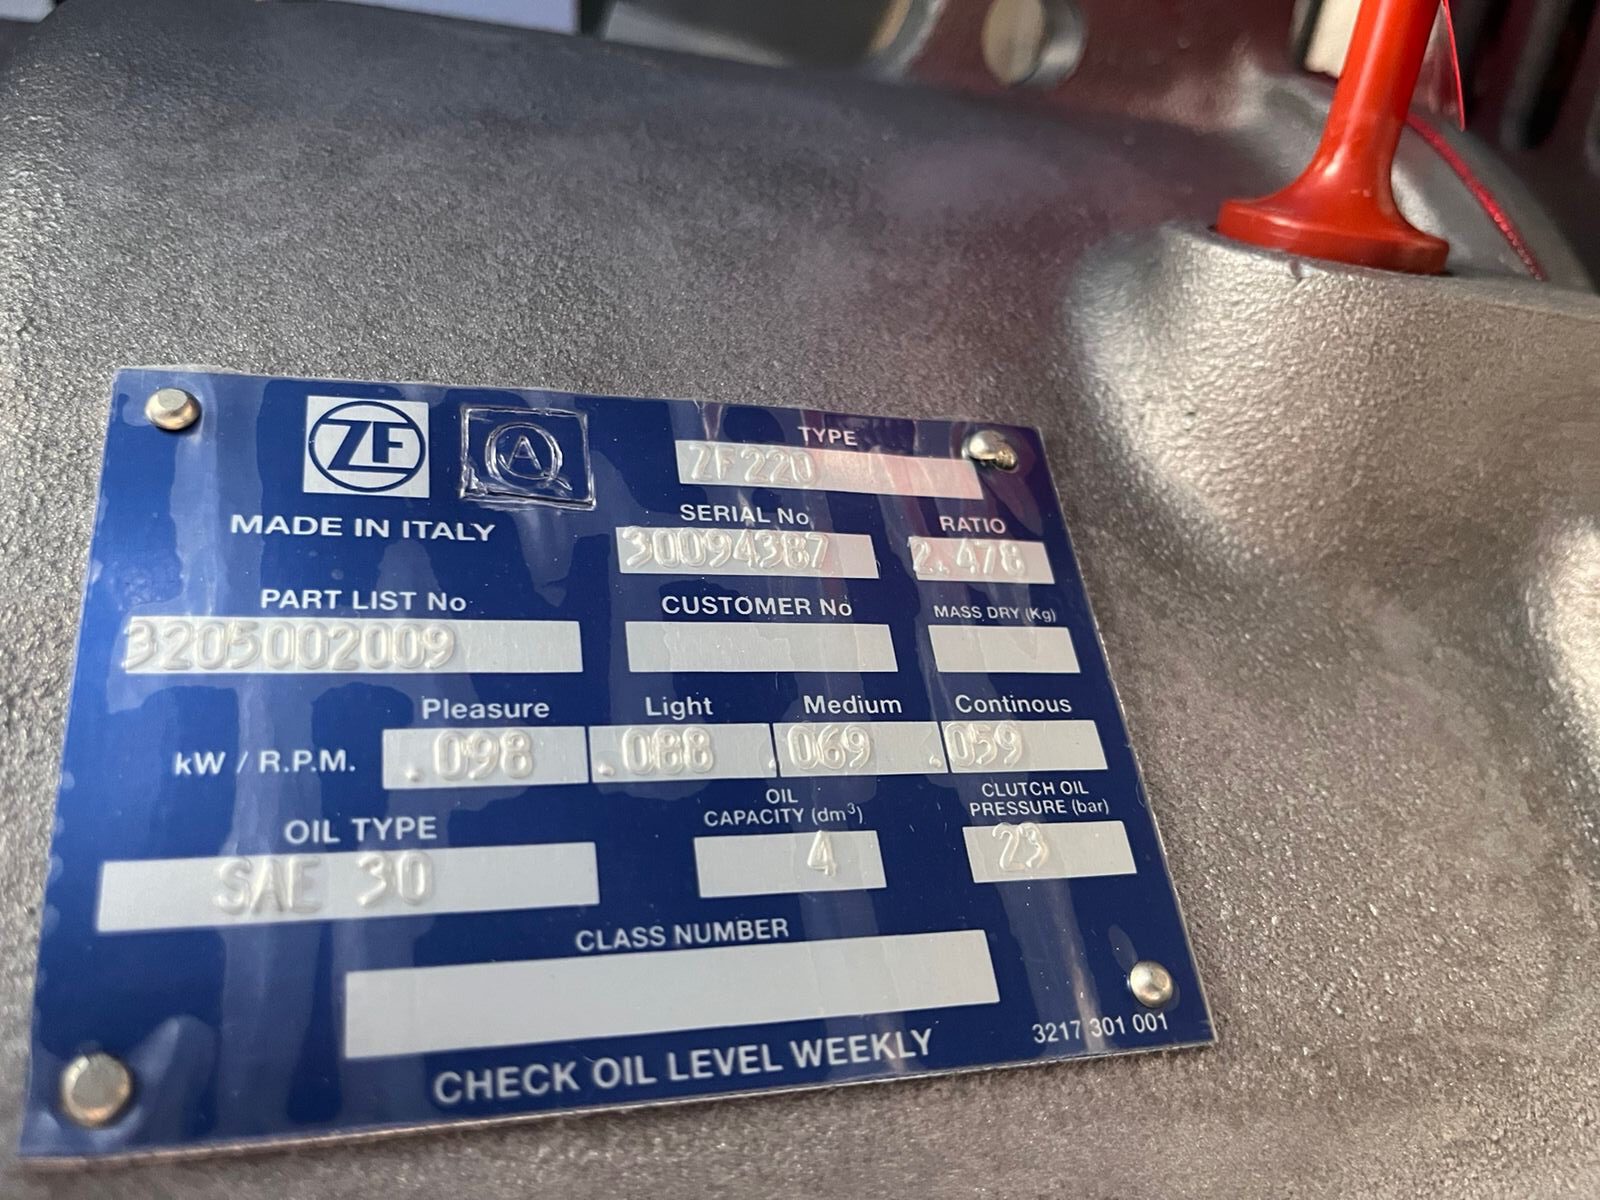 ZF
QA
TYPE
ZF220
MADE IN ITALY
SERIAL No
30094387
RATIO
2.478
PART LIST No
3205002009
CUSTOMER No
MASS DRY (Kg)
Pleasure Light Medium Continous
kW / R.P.M. .098 .088 .069 .059
OIL TYPE
SAE 30
OIL
CAPACITY (dm³)
4
CLUTCH OIL
PRESSURE (bar)
23
CLASS NUMBER
CHECK OIL LEVEL WEEKLY
3217 301 001